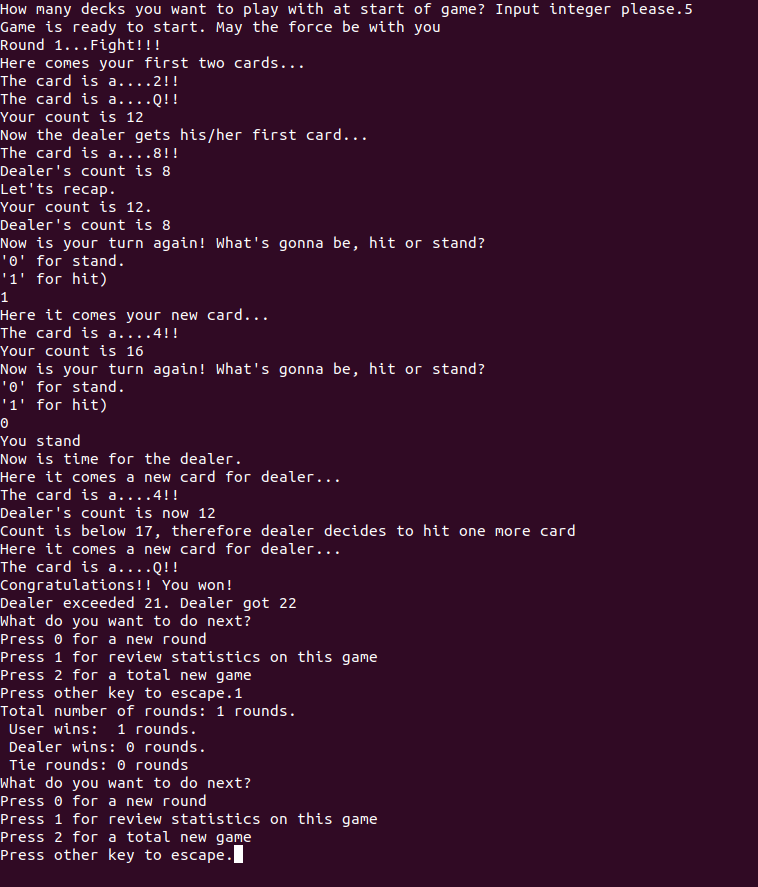 How many decks you want to play with at start of game? Input integer please.5
Game is ready to start. May the force be with you
Round 1...Fight!!!
Here comes your first two cards...
The card is a....2!!
The card is a....Q!!
Your count is 12
Now the dealer gets his/her first card...
The card is a....8!!
Dealer's count is 8
Let'ts recap.
Your count is 12.
Dealer's count is 8
Now is your turn again! What's gonna be, hit or stand?
'0' for stand.
'1' for hit)
1
Here it comes your new card...
The card is a....4!!
Your count is 16
Now is your turn again! What's gonna be, hit or stand?
'0' for stand.
'1' for hit)
0
You stand
Now is time for the dealer.
Here it comes a new card for dealer...
The card is a....4!!
Dealer's count is now 12
Count is below 17, therefore dealer decides to hit one more card
Here it comes a new card for dealer...
The card is a....Q!!
Congratulations!! You won!
Dealer exceeded 21. Dealer got 22
What do you want to do next?
Press 0 for a new round
Press 1 for review statistics on this game
Press 2 for a total new game
Press other key to escape.1
Total number of rounds: 1 rounds.
 User wins:  1 rounds.
 Dealer wins: 0 rounds.
 Tie rounds: 0 rounds
What do you want to do next?
Press 0 for a new round
Press 1 for review statistics on this game
Press 2 for a total new game
Press other key to escape.